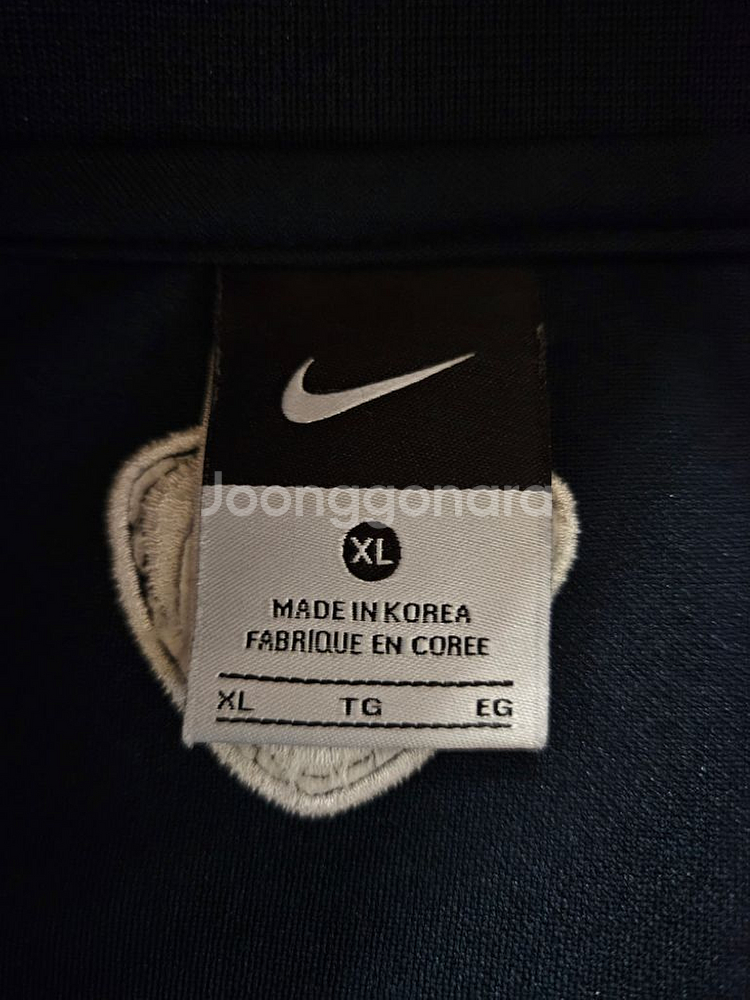 Joonggonara
XL
MADE IN KOREA
FABRIQUE EN COREE
XL TG EG